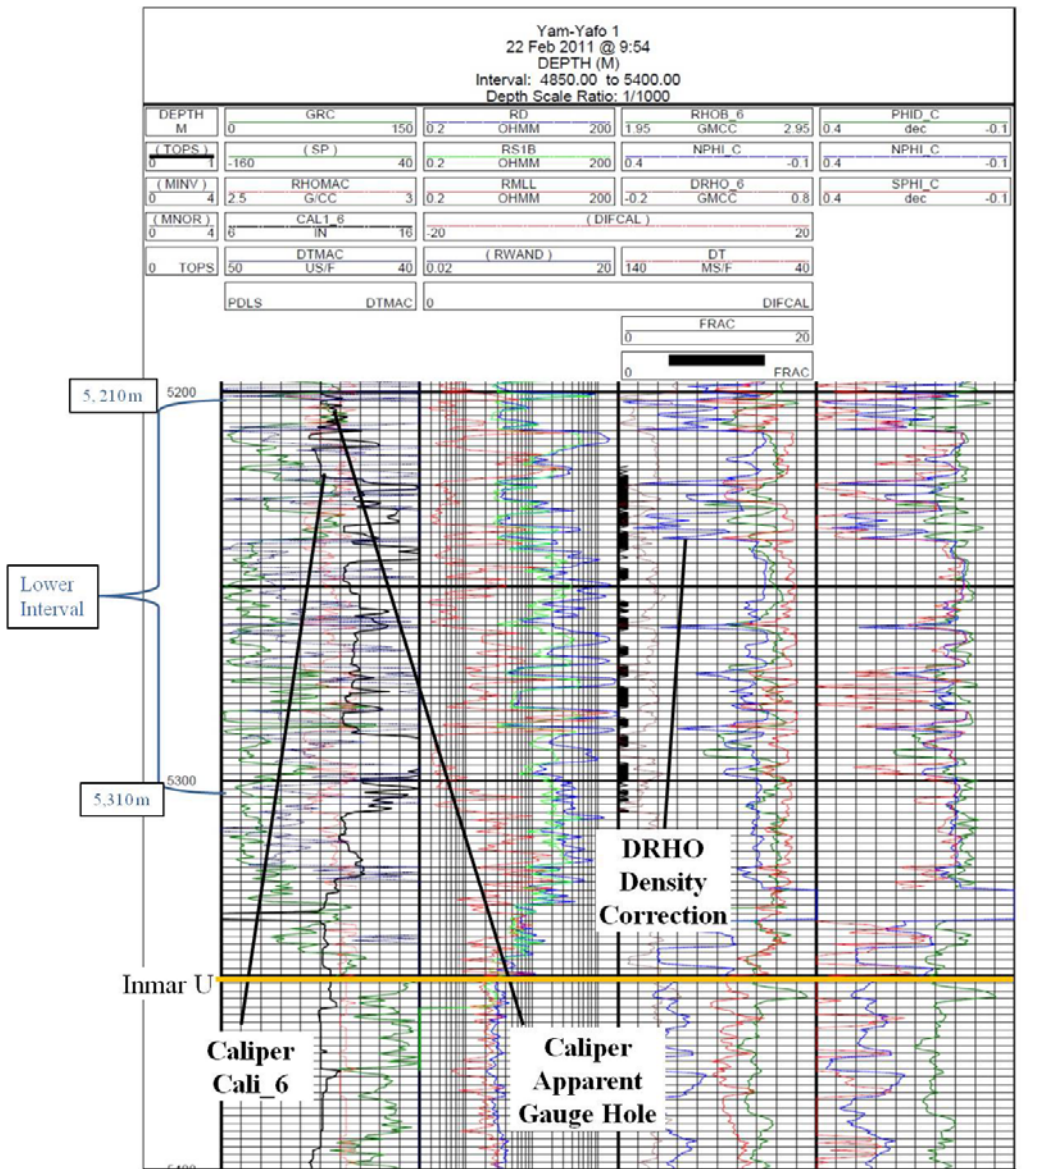 Yam-Yafo 1
22 Feb 2011 @ 9:54
DEPTH (M)
Interval: 4850.00 to 5400.00
Depth Scale Ratio: 1/1000
DEPTH
M
GRC
0 150
RD
0.2 OHMM 200
RHOB_6
1.95 GMCC 2.95
PHID_C
0.4 dec -0.1
( TOPS )
1
( SP )
-160 40
RS1B
0.2 OHMM 200
NPHI_C
0.4 -0.1
NPHI_C
0.4 -0.1
( MINV )
0 4
RHOMAC
2.5 G/CC 3
RMLL
0.2 OHMM 200
DRHO_6
-0.2 GMCC 0.8
SPHI_C
0.4 dec -0.1
( MNOR )
0 4
CAL1_6
6 IN 16
( DIFCAL )
-20 20
0 TOPS
DTMAC
50 US/F 40
( RWAND )
0.02 20
DT
140 MS/F 40
PDLS DTMAC
0 DIFCAL
FRAC
0 20
0 FRAC
5,210m
5200
Lower
Interval
5300
5,310m
DRHO
Density
Correction
Inmar U
Caliper
Cali_6
Caliper
Apparent
Gauge Hole